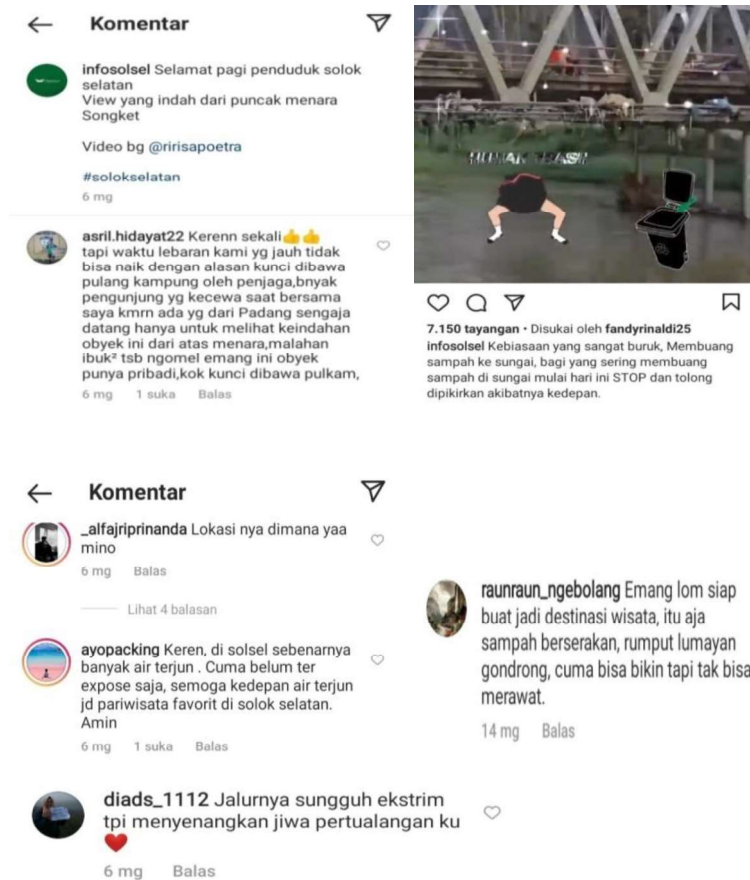 Komentar
infosolsel Selamat pagi penduduk solok
selatan
View yang indah dari puncak menara
Songket
Video bg @ririsapoetra
#solokselatan
6 mg
asril.hidayat22 Kerenn sekali👍👍
tapi waktu lebaran kami yg jauh tidak
bisa naik dengan alasan kunci dibawa
pulang kampung oleh penjaga,bnyak
pengunjung yg kecewa saat bersama
saya kmrn ada yg dari Padang sengaja
datang hanya untuk melihat keindahan
obyek ini dari atas menara,malahan
ibuk² tsb ngomel emang ini obyek
punya pribadi,kok kunci dibawa pulkam,
6 mg 1 suka Balas
7.150 tayangan · Disukai oleh fandyrinaldi25
infosolsel Kebiasaan yang sangat buruk, Membuang
sampah ke sungai, bagi yang sering membuang
sampah di sungai mulai hari ini STOP dan tolong
dipikirkan akibatnya kedepan.
Komentar
_alfajriprinanda Lokasi nya dimana yaa
mino
6 mg Balas
Lihat 4 balasan
ayopacking Keren, di solsel sebenarnya
banyak air terjun . Cuma belum ter
expose saja, semoga kedepan air terjun
jd pariwisata favorit di solok selatan.
Amin
6 mg 1 suka Balas
raunraun_ngebolang Emang lom siap
buat jadi destinasi wisata, itu aja
sampah berserakan, rumput lumayan
gondrong, cuma bisa bikin tapi tak bisa
merawat.
14 mg Balas
diads_1112 Jalurnya sungguh ekstrim
tpi menyenangkan jiwa pertualangan ku
❤️
6 mg Balas